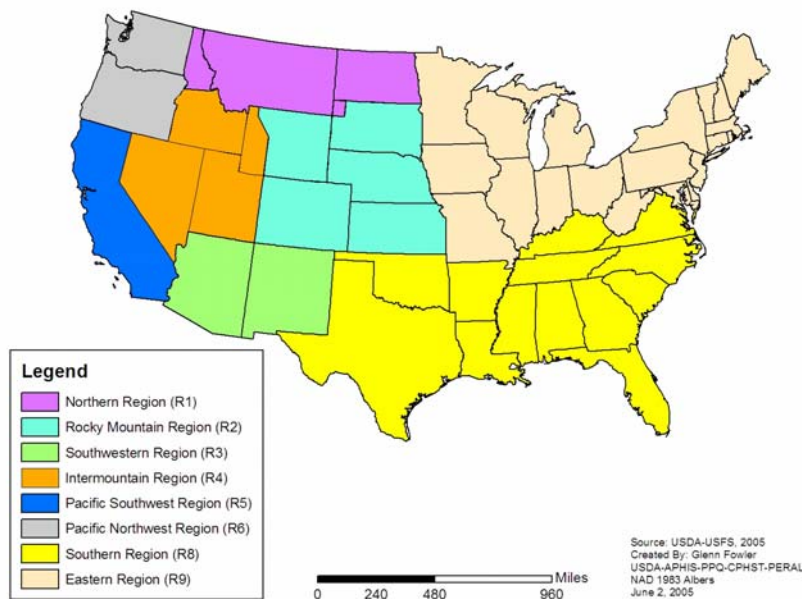 Legend
Northern Region (R1)
Rocky Mountain Region (R2)
Southwestern Region (R3)
Intermountain Region (R4)
Pacific Southwest Region (R5)
Pacific Northwest Region (R6)
Southern Region (R8)
Eastern Region (R9)
Miles
0 240 480 960
Source: USDA-USFS, 2005
Created By: Glenn Fowler
USDA-APHIS-PPQ-CPHST-PERAL
NAD 1983 Albers
June 2, 2005